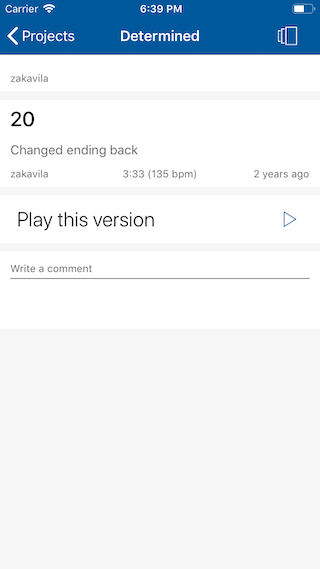 Carrier 6:39 PM
Projects Determined
zakavila
20
Changed ending back
zakavila 3:33 (135 bpm) 2 years ago
Play this version
Write a comment